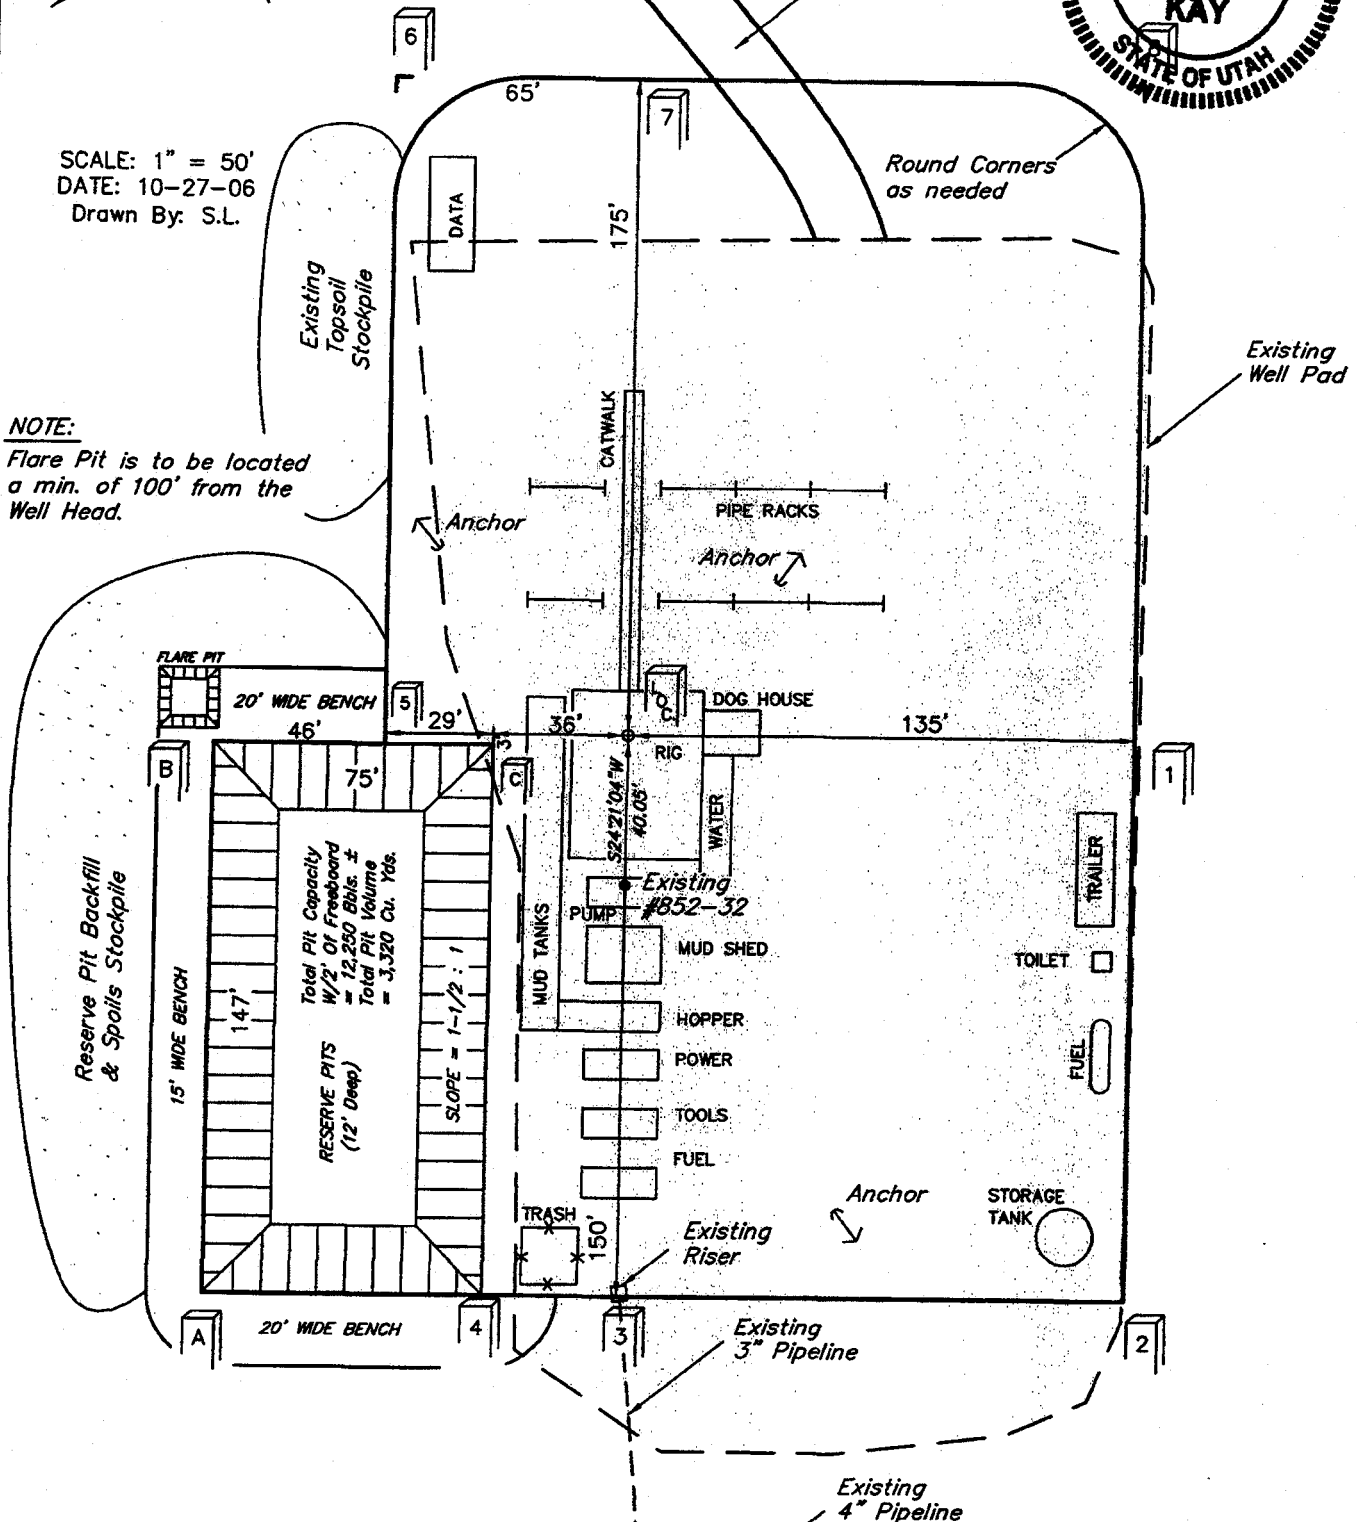 KAY
STATE OF UTAH
6
65'
7
8
SCALE: 1" = 50'
DATE: 10-27-06
Drawn By: S.L.
Round Corners
as needed
DATA
175'
Existing
Topsoil
Stockpile
Existing
Well Pad
CATWALK
NOTE:
Flare Pit is to be located
a min. of 100' from the
Well Head.
PIPE RACKS
Anchor
Anchor
FLARE PIT
20' WIDE BENCH
5
LOC.
DOG HOUSE
46'
29'
36'
3'
135'
RIG
B
75'
C
1
S24°21'04"W
40.05'
WATER
TRAILER
Existing
#852-32
PUMP
MUD TANKS
MUD SHED
TOILET
HOPPER
POWER
FUEL
TOOLS
FUEL
Reserve Pit Backfill
& Spoils Stockpile
15' WIDE BENCH
147'
Total Pit Capacity
W/2' Of Freeboard
= 12,250 Bbls. ±
Total Pit Volume
= 3,320 Cu. Yds.
RESERVE PITS
(12' Deep)
SLOPE = 1-1/2 : 1
Anchor
STORAGE
TANK
TRASH
150'
Existing
Riser
A
20' WIDE BENCH
4
3
2
Existing
3" Pipeline
Existing
4" Pipeline